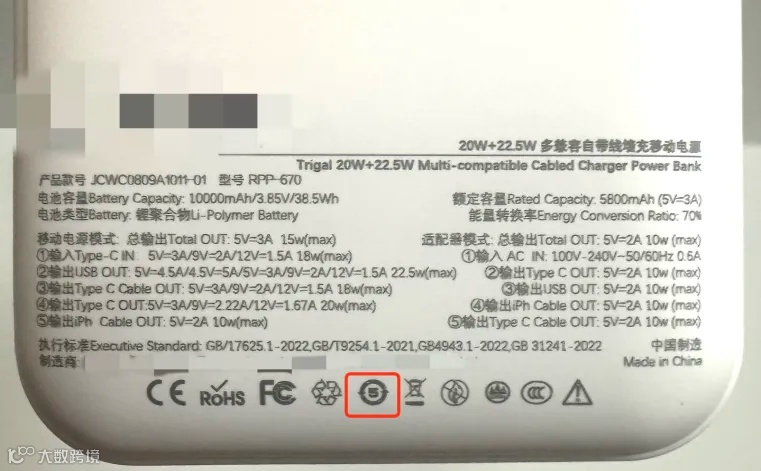 20W+22.5W 多兼容自带线墙充移动电源
Trigal 20W+22.5W Multi-compatible Cabled Charger Power Bank
产品款号 JCWC0809A1011-01 型号 RPP-670
电池容量Battery Capacity: 10000mAh/3.85V/38.5Wh
额定容量Rated Capacity: 5800mAh (5V=3A)
电池类型Battery: 锂聚合物Li-Polymer Battery
能量转换率Energy Conversion Ratio: 70%
移动电源模式: 总输出Total OUT: 5V=3A 15w(max)
①输入Type-C IN 5V=3A/9V=2A/12V=1.5A 18w(max)
②输出USB OUT: 5V=4.5A/4.5V=5A/5V=3A/9V=2A/12V=1.5A 22.5w(max)
③输出Type C Cable OUT: 5V=3A/9V=2A/12V=1.5A 18w(max)
④输出Type C OUT:5V=3A/9V=2.22A/12V=1.67A 20w(max)
⑤输出iPh Cable OUT: 5V=2A 10w(max)
适配器模式: 总输出Total OUT: 5V=2A 10w (max)
①输入 AC IN: 100V-240V~50/60Hz 0.6A
②输出Type C OUT: 5V=2A 10w (max)
③输出USB OUT: 5V=2A 10w (max)
④输出iPh Cable OUT: 5V=2A 10w (max)
⑤输出Type C Cable OUT: 5V=2A 10w (max)
执行标准Executive Standard: GB/17625.1-2022,GB/T9254.1-2021,GB4943.1-2022,GB 31241-2022
中国制造
制造商:
Made in China
CE RoHS FC 5 CCC
大数跨境